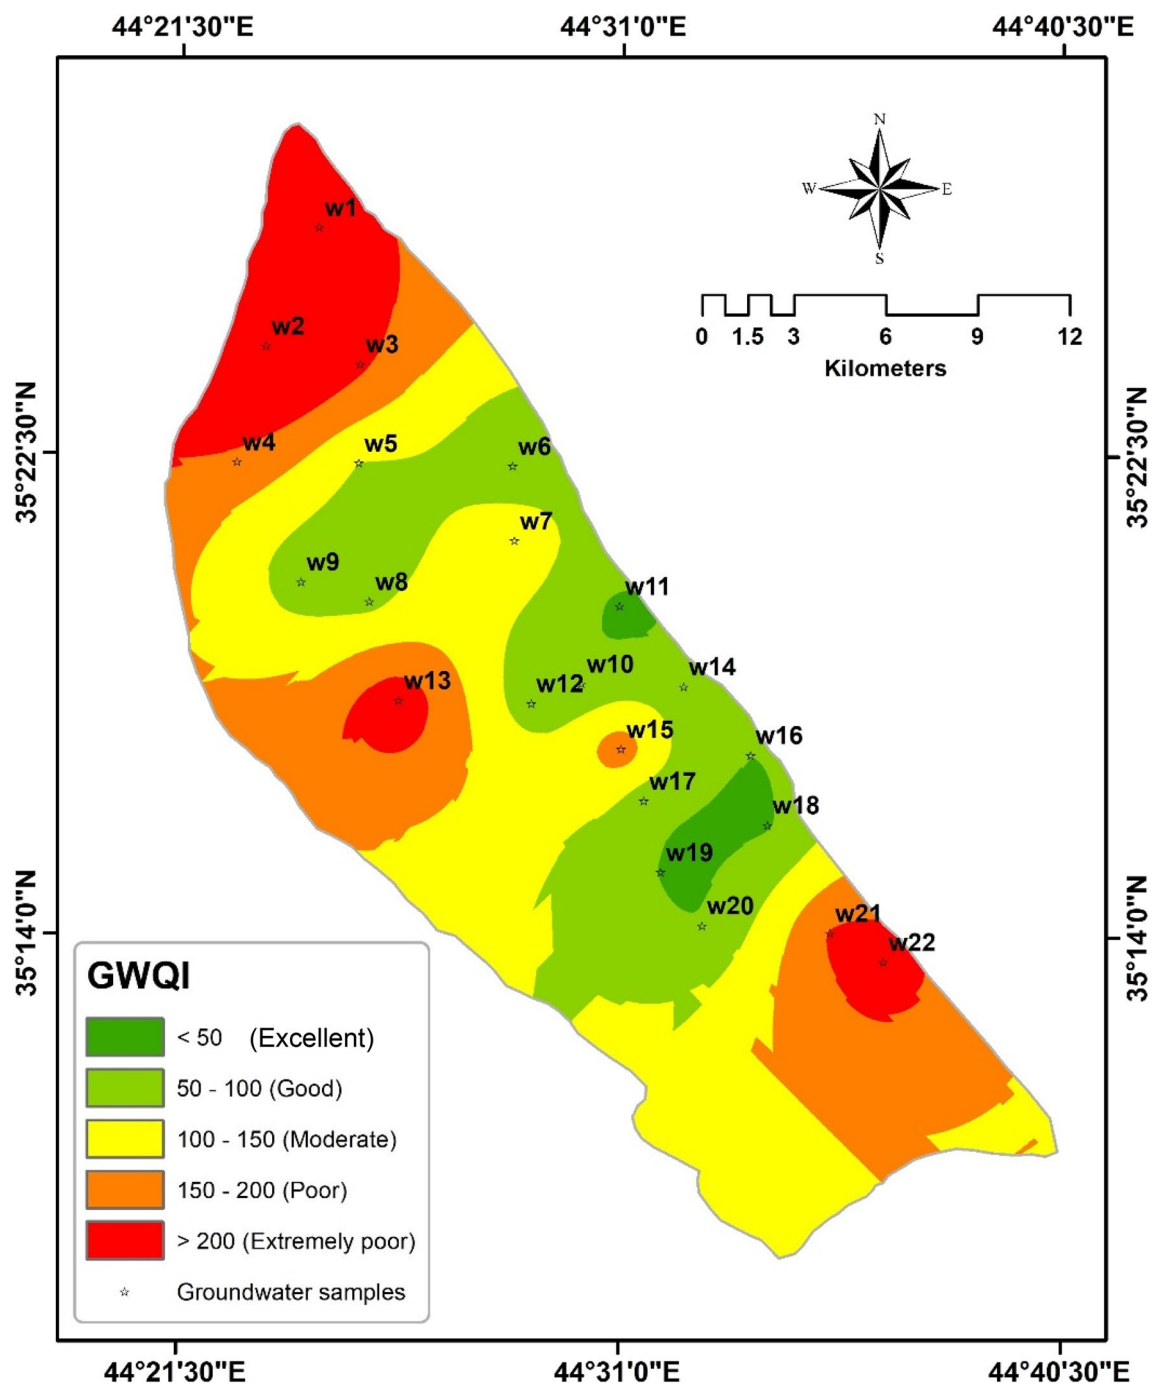 44°21'30"E 44°31'0"E 44°40'30"E
N
W E
S
0 1.5 3 6 9 12
Kilometers
w1
w2
w3
w4
w5
w6
w7
w9
w8
w11
w10
w14
w13
w12
w15
w16
w17
w18
w19
w20
w21
w22
35°22'30"N
35°22'30"N
35°14'0"N
35°14'0"N
GWQI
< 50 (Excellent)
50 - 100 (Good)
100 - 150 (Moderate)
150 - 200 (Poor)
> 200 (Extremely poor)
Groundwater samples
44°21'30"E 44°31'0"E 44°40'30"E